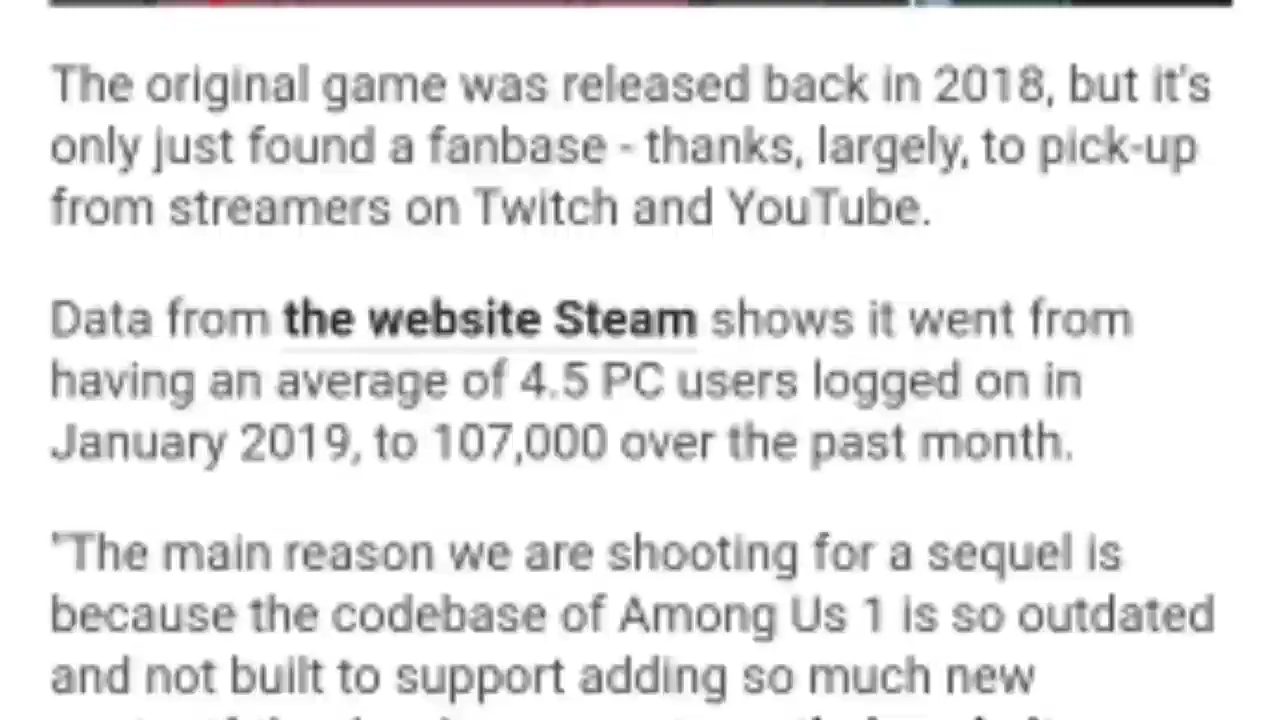 The original game was released back in 2018, but it's
only just found a fanbase - thanks, largely, to pick-up
from streamers on Twitch and YouTube.
Data from the website Steam shows it went from
having an average of 4.5 PC users logged on in
January 2019, to 107,000 over the past month.
"The main reason we are shooting for a sequel is
because the codebase of Among Us 1 is so outdated
and not built to support adding so much new